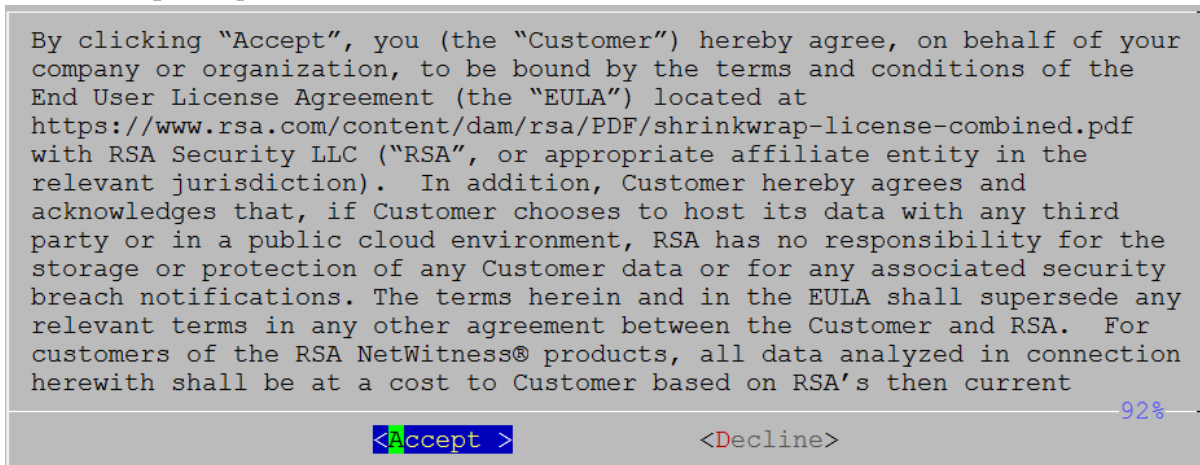 By clicking “Accept”, you (the “Customer”) hereby agree, on behalf of your
company or organization, to be bound by the terms and conditions of the
End User License Agreement (the “EULA”) located at
https://www.rsa.com/content/dam/rsa/PDF/shrinkwrap-license-combined.pdf
with RSA Security LLC (“RSA”, or appropriate affiliate entity in the
relevant jurisdiction).  In addition, Customer hereby agrees and
acknowledges that, if Customer chooses to host its data with any third
party or in a public cloud environment, RSA has no responsibility for the
storage or protection of any Customer data or for any associated security
breach notifications. The terms herein and in the EULA shall supersede any
relevant terms in any other agreement between the Customer and RSA.  For
customers of the RSA NetWitness® products, all data analyzed in connection
herewith shall be at a cost to Customer based on RSA’s then current
92%
<Accept > <Decline>